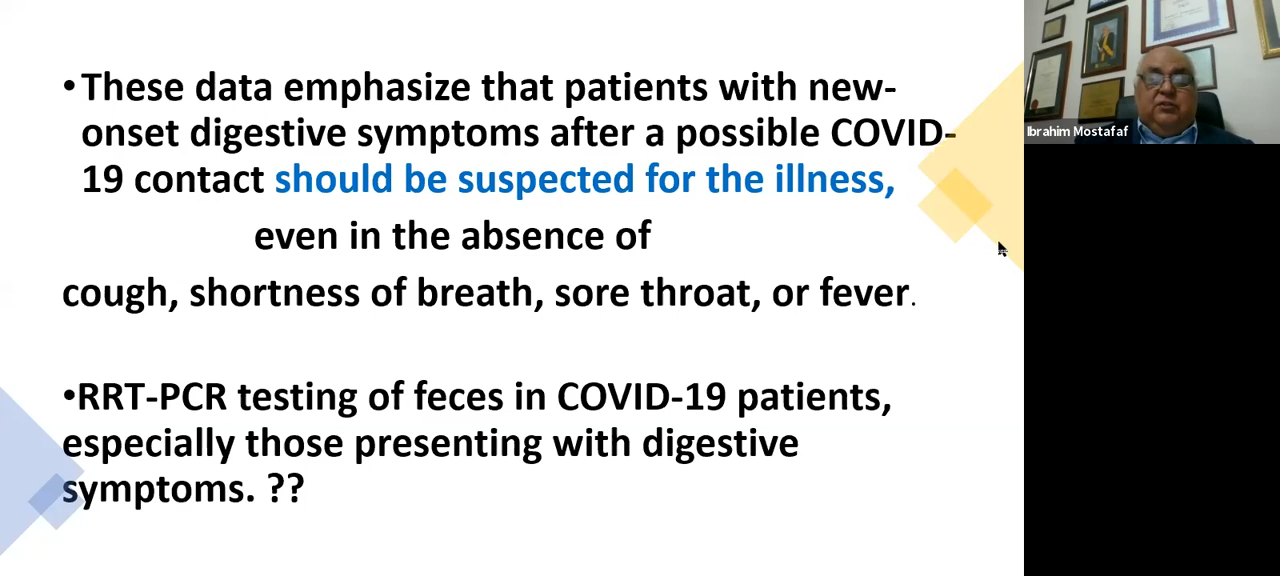 •These data emphasize that patients with new-
onset digestive symptoms after a possible COVID-
19 contact should be suspected for the illness,
even in the absence of
cough, shortness of breath, sore throat, or fever.
•RRT-PCR testing of feces in COVID-19 patients,
especially those presenting with digestive
symptoms. ??
Ibrahim Mostafaf